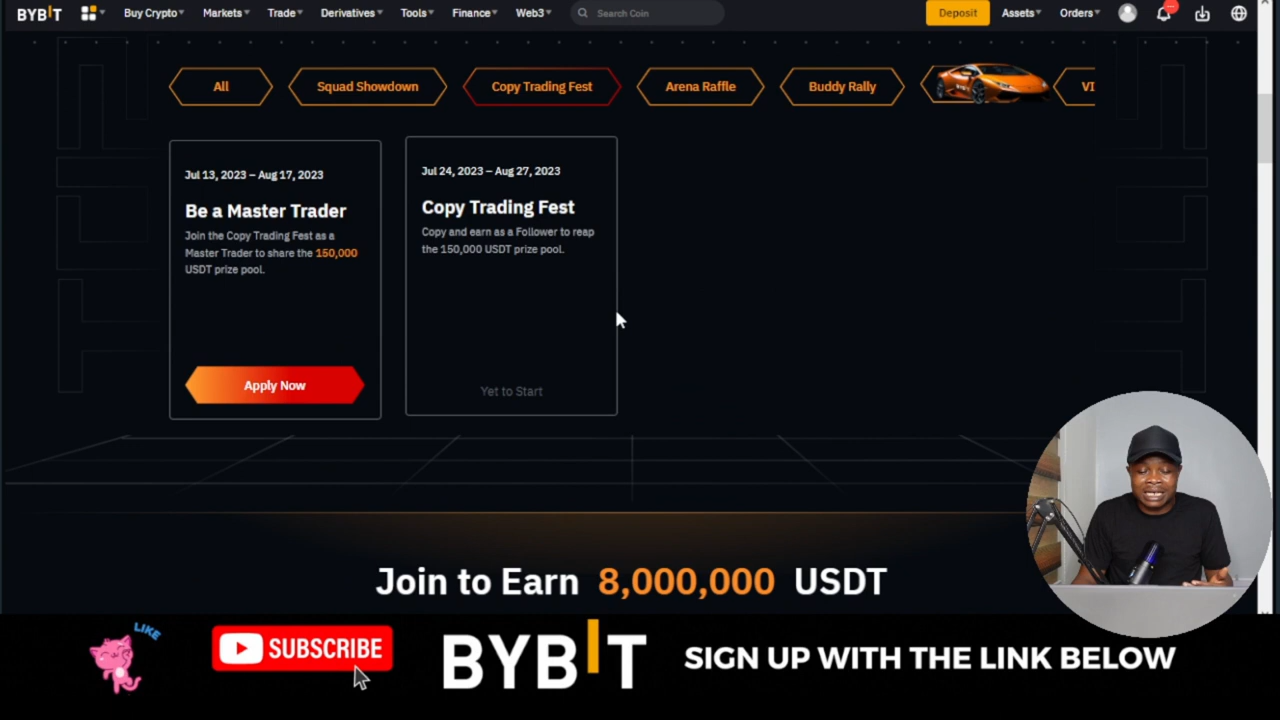 BYBIT Buy Crypto Markets Trade Derivatives Tools Finance Web3 Search Coin Deposit Assets Orders
All Squad Showdown Copy Trading Fest Arena Raffle Buddy Rally VI
Jul 13, 2023 – Aug 17, 2023
Be a Master Trader
Join the Copy Trading Fest as a
Master Trader to share the 150,000
USDT prize pool.
Apply Now
Jul 24, 2023 – Aug 27, 2023
Copy Trading Fest
Copy and earn as a Follower to reap
the 150,000 USDT prize pool.
Yet to Start
Join to Earn 8,000,000 USDT
LIKE
SUBSCRIBE
BYBIT
SIGN UP WITH THE LINK BELOW